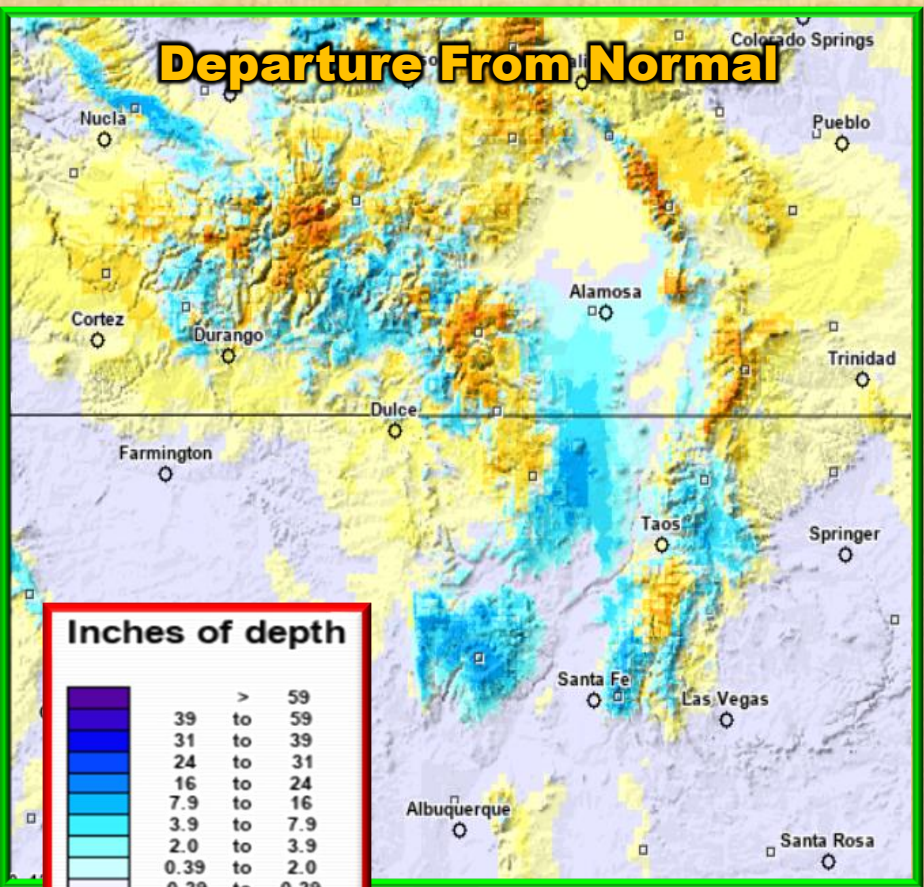 Departure From Normal
Colorado Springs
Nucla
Pueblo
Alamosa
Cortez
Durango
Trinidad
Dulce
Farmington
Taos
Springer
Inches of depth
> 59
39 to 59
31 to 39
24 to 31
16 to 24
7.9 to 16
3.9 to 7.9
2.0 to 3.9
0.39 to 2.0
Santa Fe
Las Vegas
Albuquerque
Santa Rosa